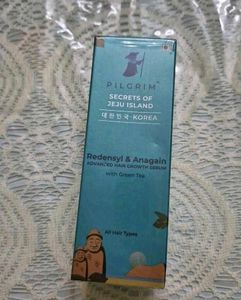 PILGRIM
SECRETS OF
JEJU ISLAND
대한민국 · KOREA
Redensyl & Anagain
ADVANCED HAIR GROWTH SERUM
With Green Tea
All Hair Types